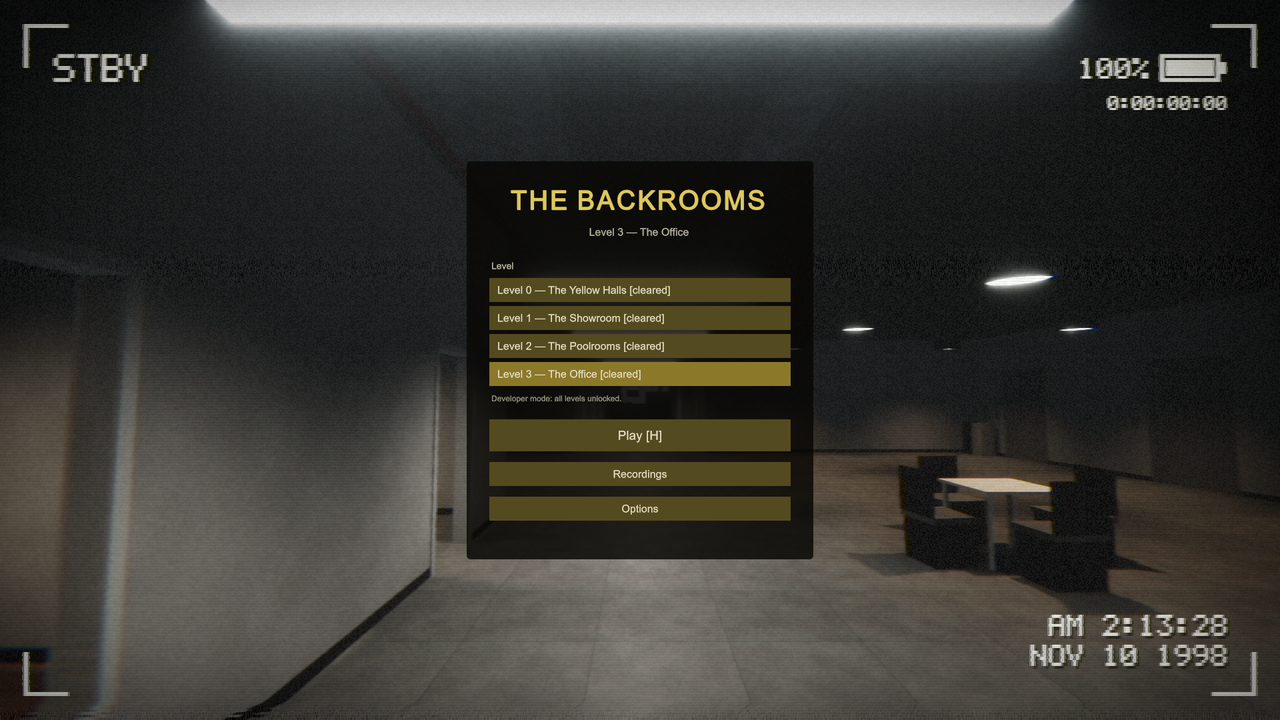 STBY
100%
0:00:00:00
THE BACKROOMS
Level 3 — The Office
Level
Level 0 — The Yellow Halls [cleared]
Level 1 — The Showroom [cleared]
Level 2 — The Poolrooms [cleared]
Level 3 — The Office [cleared]
Developer mode: all levels unlocked.
Play [H]
Recordings
Options
AM 2:13:28
NOV 10 1998